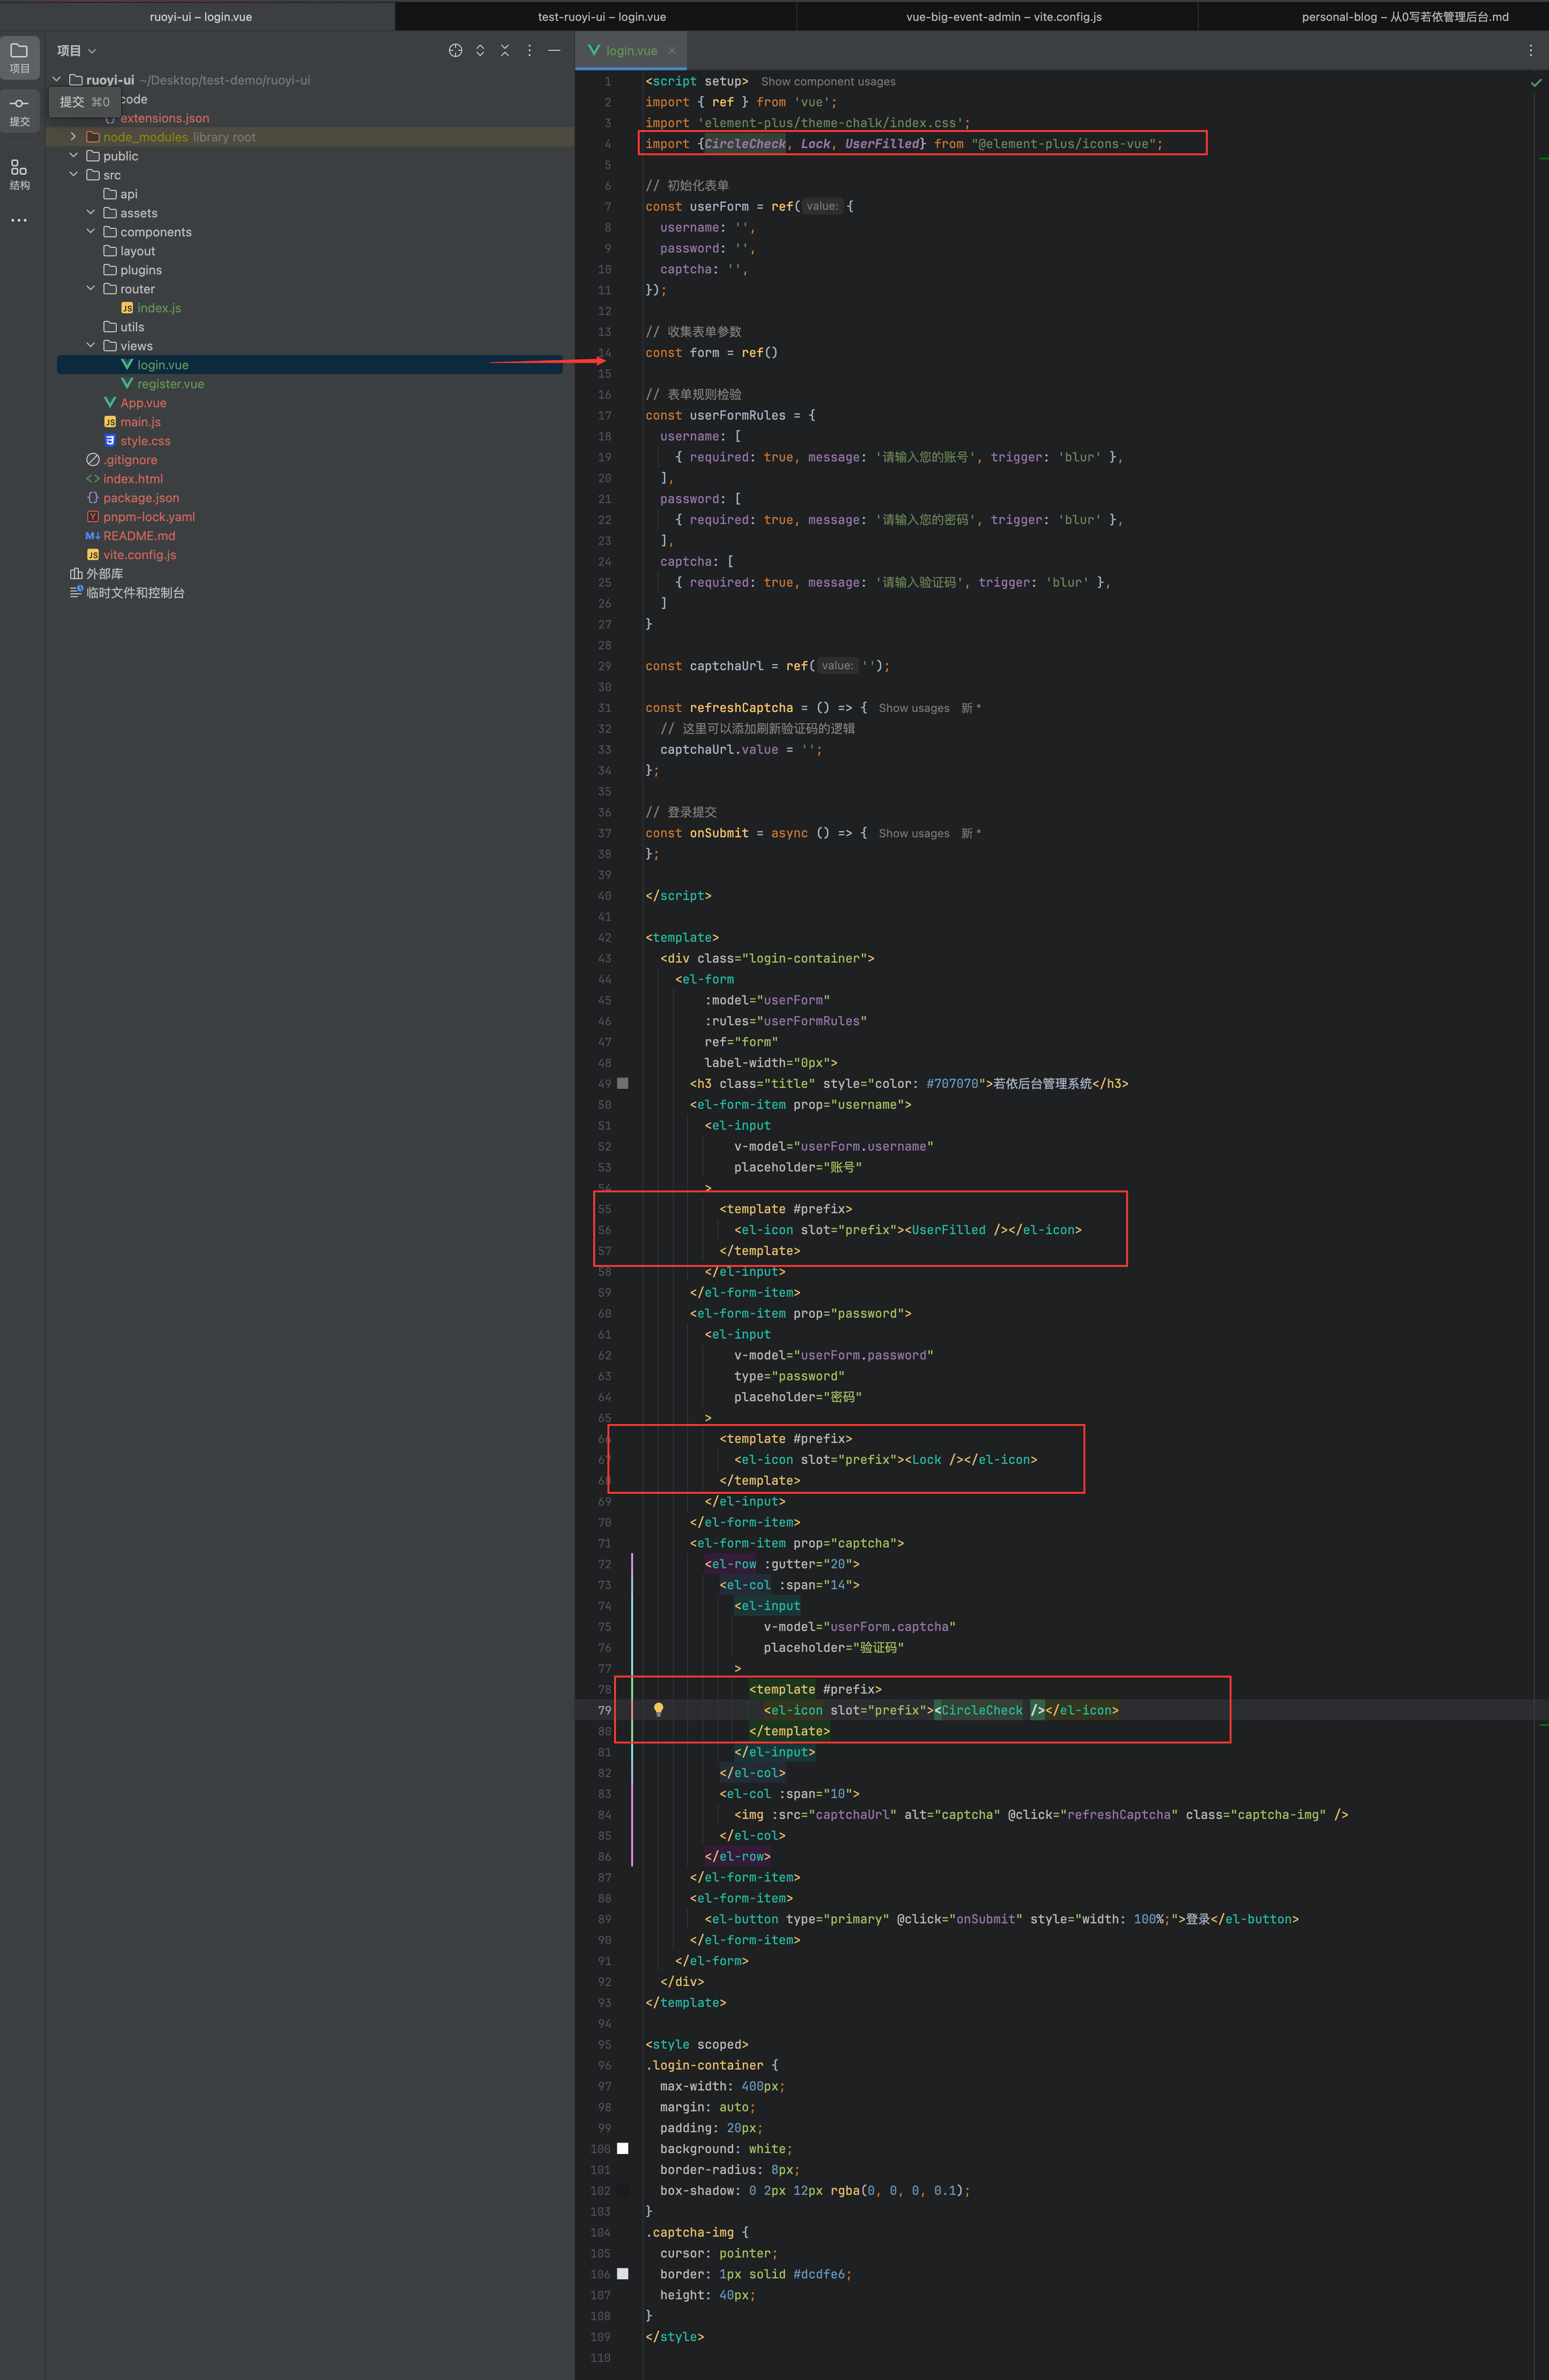 ruoyi-ui – login.vue
test-ruoyi-ui – login.vue
vue-big-event-admin – vite.config.js
personal-blog – 从0写若依管理后台.md
项目
项目
提交
结构
提交 ⌘0
ruoyi-ui ~/Desktop/test-demo/ruoyi-ui
code
extensions.json
node_modules library root
public
src
api
assets
components
layout
plugins
router
index.js
utils
views
login.vue
register.vue
App.vue
main.js
style.css
.gitignore
index.html
package.json
pnpm-lock.yaml
README.md
vite.config.js
外部库
临时文件和控制台
login.vue
1 <script setup> Show component usages
2 import { ref } from 'vue';
3 import 'element-plus/theme-chalk/index.css';
4 import {CircleCheck, Lock, UserFilled} from "@element-plus/icons-vue";
5
6 // 初始化表单
7 const userForm = ref( value: {
8 username: '',
9 password: '',
10 captcha: '',
11 });
12
13 // 收集表单参数
14 const form = ref()
15
16 // 表单规则检验
17 const userFormRules = {
18 username: [
19 { required: true, message: '请输入您的账号', trigger: 'blur' },
20 ],
21 password: [
22 { required: true, message: '请输入您的密码', trigger: 'blur' },
23 ],
24 captcha: [
25 { required: true, message: '请输入验证码', trigger: 'blur' },
26 ]
27 }
28
29 const captchaUrl = ref( value: '');
30
31 const refreshCaptcha = () => { Show usages 新 *
32 // 这里可以添加刷新验证码的逻辑
33 captchaUrl.value = '';
34 };
35
36 // 登录提交
37 const onSubmit = async () => { Show usages 新 *
38 };
39
40 </script>
41
42 <template>
43 <div class="login-container">
44 <el-form
45 :model="userForm"
46 :rules="userFormRules"
47 ref="form"
48 label-width="0px">
49 <h3 class="title" style="color: #707070">若依后台管理系统</h3>
50 <el-form-item prop="username">
51 <el-input
52 v-model="userForm.username"
53 placeholder="账号"
54 >
55 <template #prefix>
56 <el-icon slot="prefix"><UserFilled /></el-icon>
57 </template>
58 </el-input>
59 </el-form-item>
60 <el-form-item prop="password">
61 <el-input
62 v-model="userForm.password"
63 type="password"
64 placeholder="密码"
65 >
66 <template #prefix>
67 <el-icon slot="prefix"><Lock /></el-icon>
68 </template>
69 </el-input>
70 </el-form-item>
71 <el-form-item prop="captcha">
72 <el-row :gutter="20">
73 <el-col :span="14">
74 <el-input
75 v-model="userForm.captcha"
76 placeholder="验证码"
77 >
78 <template #prefix>
79 <el-icon slot="prefix"><CircleCheck /></el-icon>
80 </template>
81 </el-input>
82 </el-col>
83 <el-col :span="10">
84 <img :src="captchaUrl" alt="captcha" @click="refreshCaptcha" class="captcha-img" />
85 </el-col>
86 </el-row>
87 </el-form-item>
88 <el-form-item>
89 <el-button type="primary" @click="onSubmit" style="width: 100%;">登录</el-button>
90 </el-form-item>
91 </el-form>
92 </div>
93 </template>
94
95 <style scoped>
96 .login-container {
97 max-width: 400px;
98 margin: auto;
99 padding: 20px;
100 background: white;
101 border-radius: 8px;
102 box-shadow: 0 2px 12px rgba(0, 0, 0, 0.1);
103 }
104 .captcha-img {
105 cursor: pointer;
106 border: 1px solid #dcdfe6;
107 height: 40px;
108 }
109 </style>
110